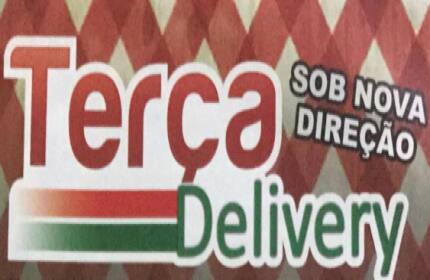 Terça
SOB NOVA
DIREÇÃO
Delivery